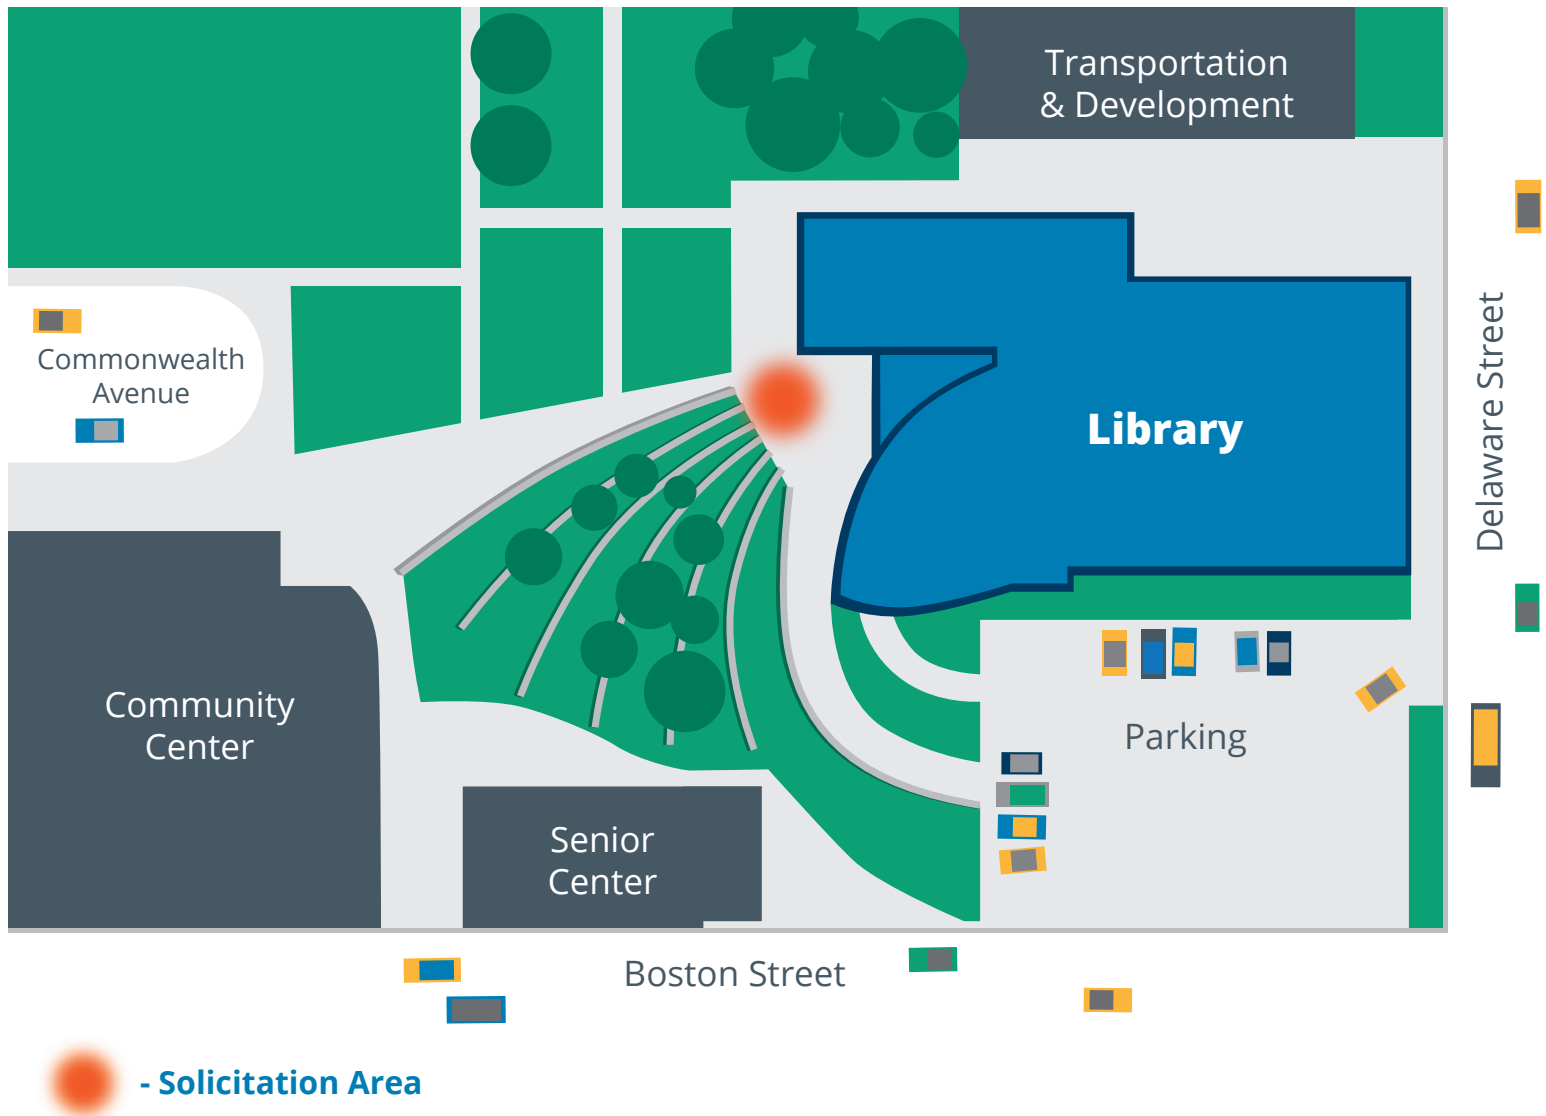 Transportation
& Development
Commonwealth
Avenue
Library
Delaware Street
Community
Center
Parking
Senior
Center
Boston Street
- Solicitation Area